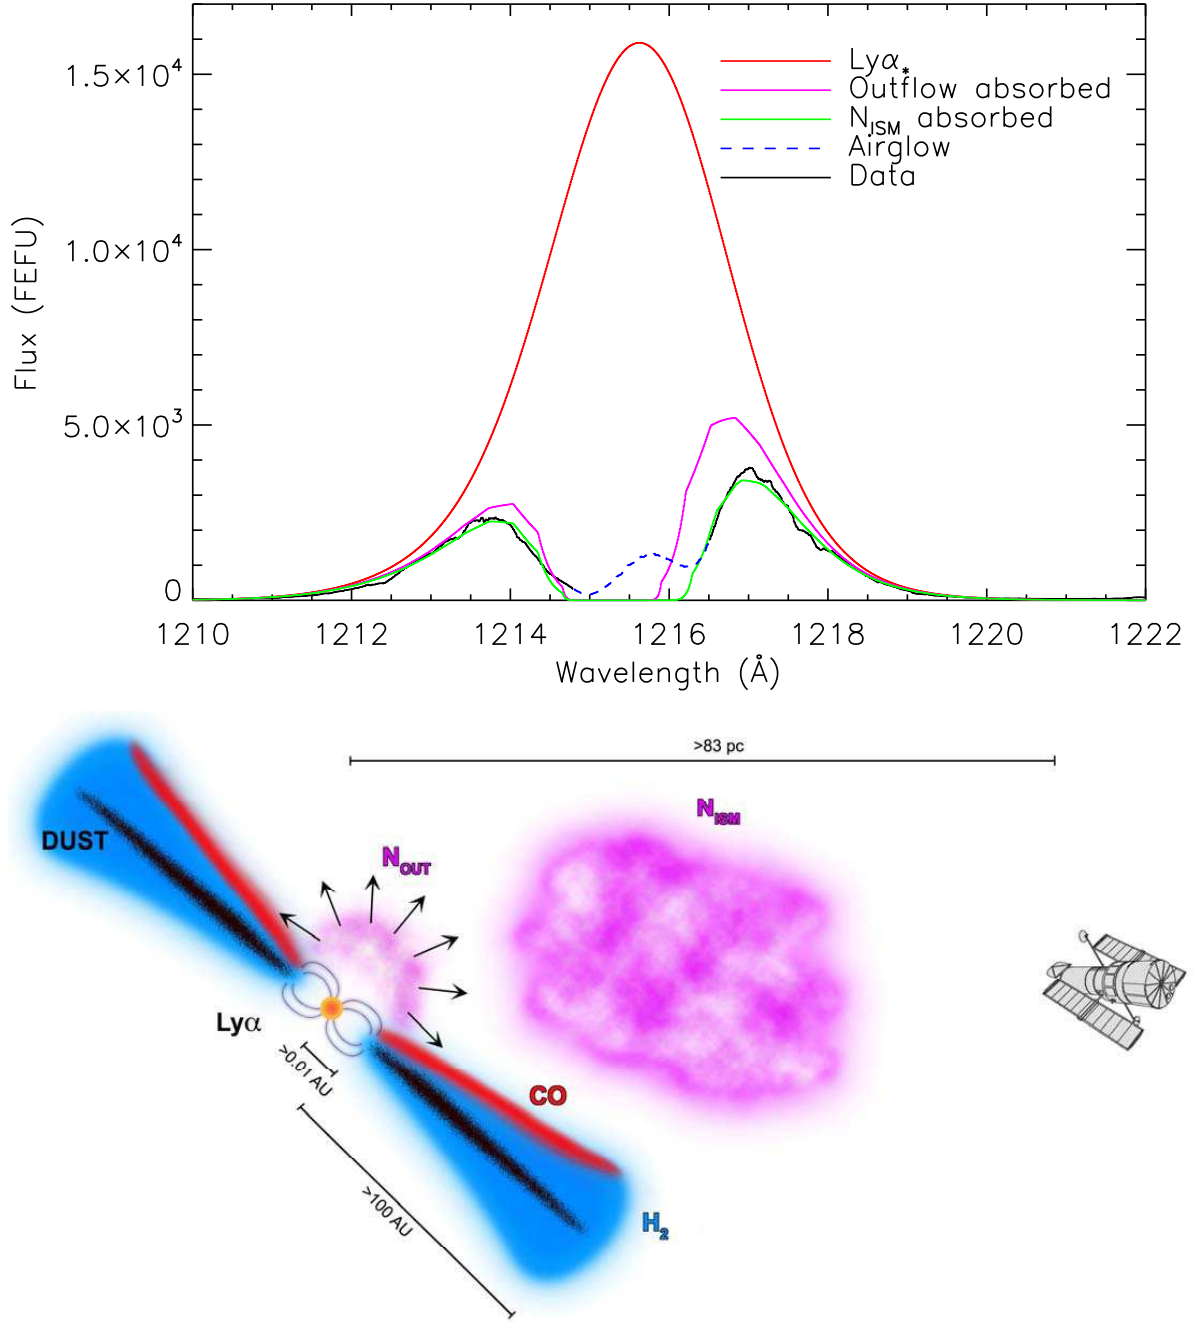 1.5×10⁴
1.0×10⁴
5.0×10³
0
Flux (FEFU)
Lyα*
Outflow absorbed
N_ISM absorbed
Airglow
Data
1210 1212 1214 1216 1218 1220 1222
Wavelength (Å)
>83 pc
N_ISM
DUST
N_OUT
Lyα
>0.01 AU
CO
>100 AU
H₂